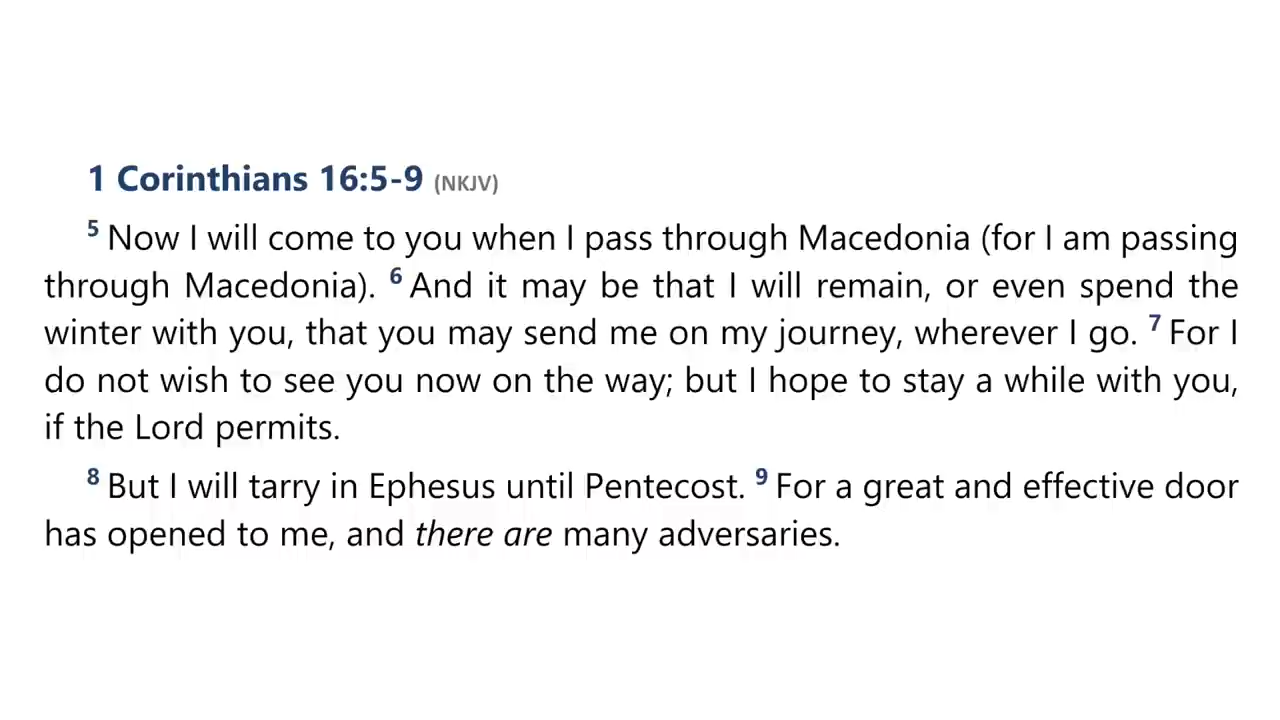 1 Corinthians 16:5-9 (NKJV)
5 Now I will come to you when I pass through Macedonia (for I am passing
through Macedonia). 6 And it may be that I will remain, or even spend the
winter with you, that you may send me on my journey, wherever I go. 7 For I
do not wish to see you now on the way; but I hope to stay a while with you,
if the Lord permits.
8 But I will tarry in Ephesus until Pentecost. 9 For a great and effective door
has opened to me, and there are many adversaries.